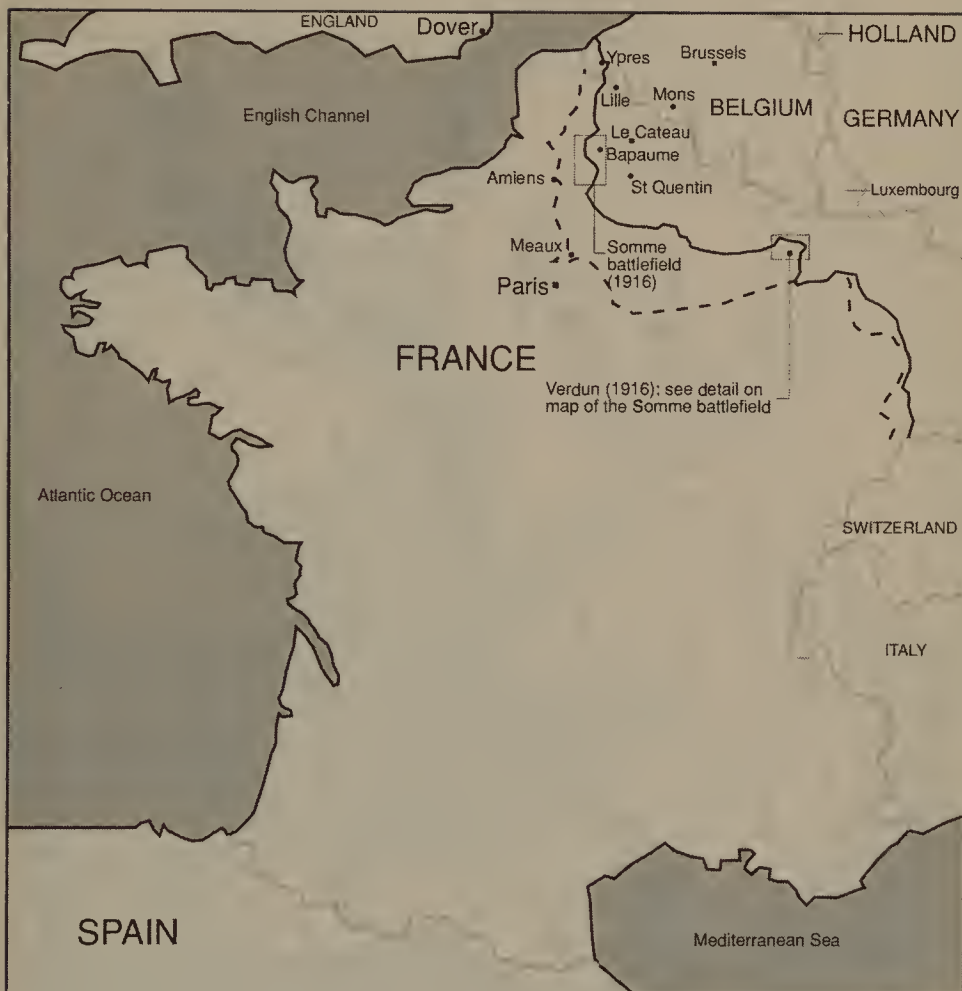 ENGLAND
Dover
HOLLAND
Ypres
Brussels
Lille
Mons
English Channel
BELGIUM
GERMANY
Le Cateau
Bapaume
Amiens
St Quentin
Luxembourg
Meaux
Somme
battlefield
(1916)
Paris
FRANCE
Verdun (1916): see detail on
map of the Somme battlefield
Atlantic Ocean
SWITZERLAND
ITALY
SPAIN
Mediterranean Sea